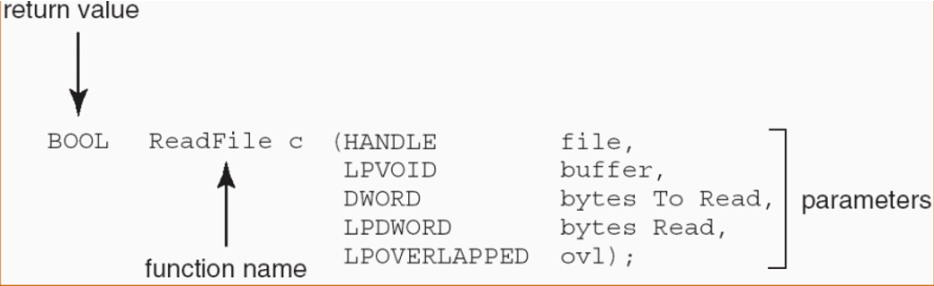 return value
BOOL ReadFile c (HANDLE file,
LPVOID buffer,
DWORD bytes To Read,
LPDWORD bytes Read,
LPOVERLAPPED ovl);
parameters
function name